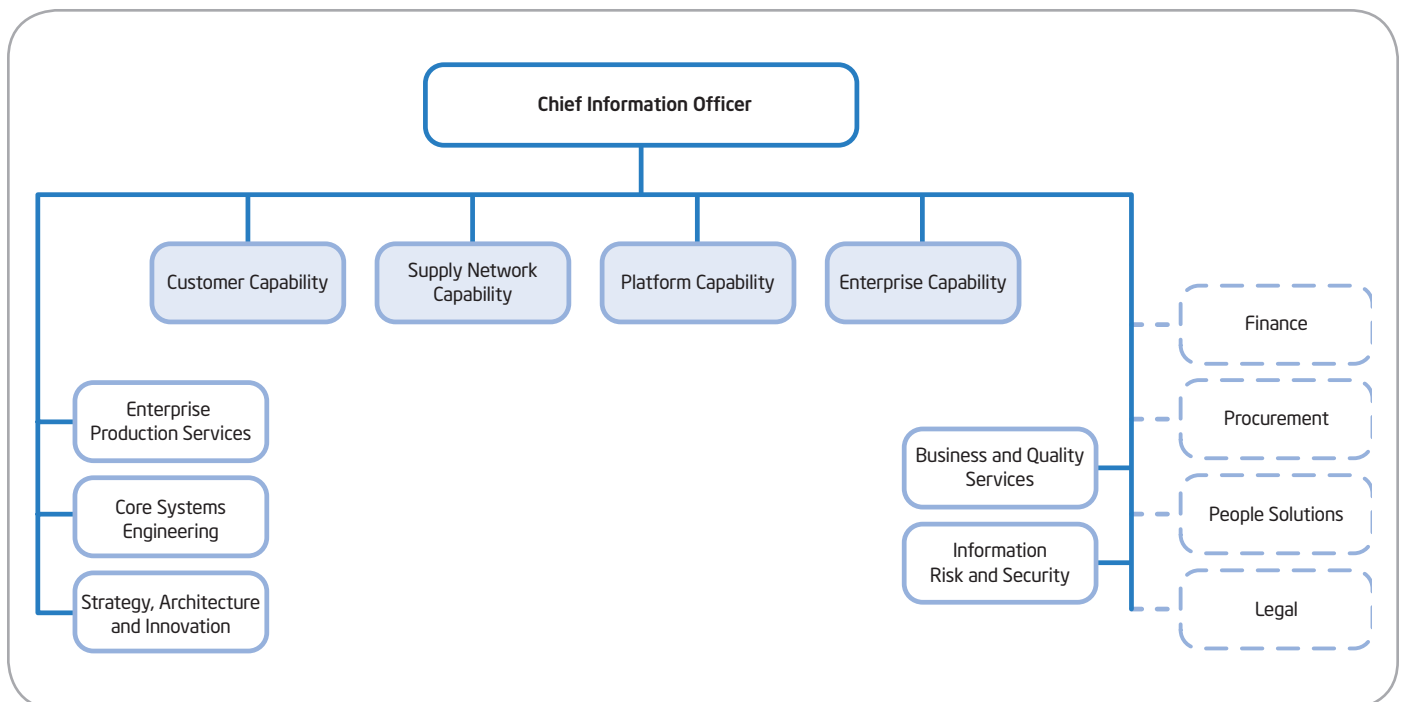 Chief Information Officer
Customer Capability
Supply Network
Capability
Platform Capability
Enterprise Capability
Finance
Enterprise
Production Services
Procurement
Business and Quality
Services
Core Systems
Engineering
People Solutions
Information
Risk and Security
Strategy, Architecture
and Innovation
Legal